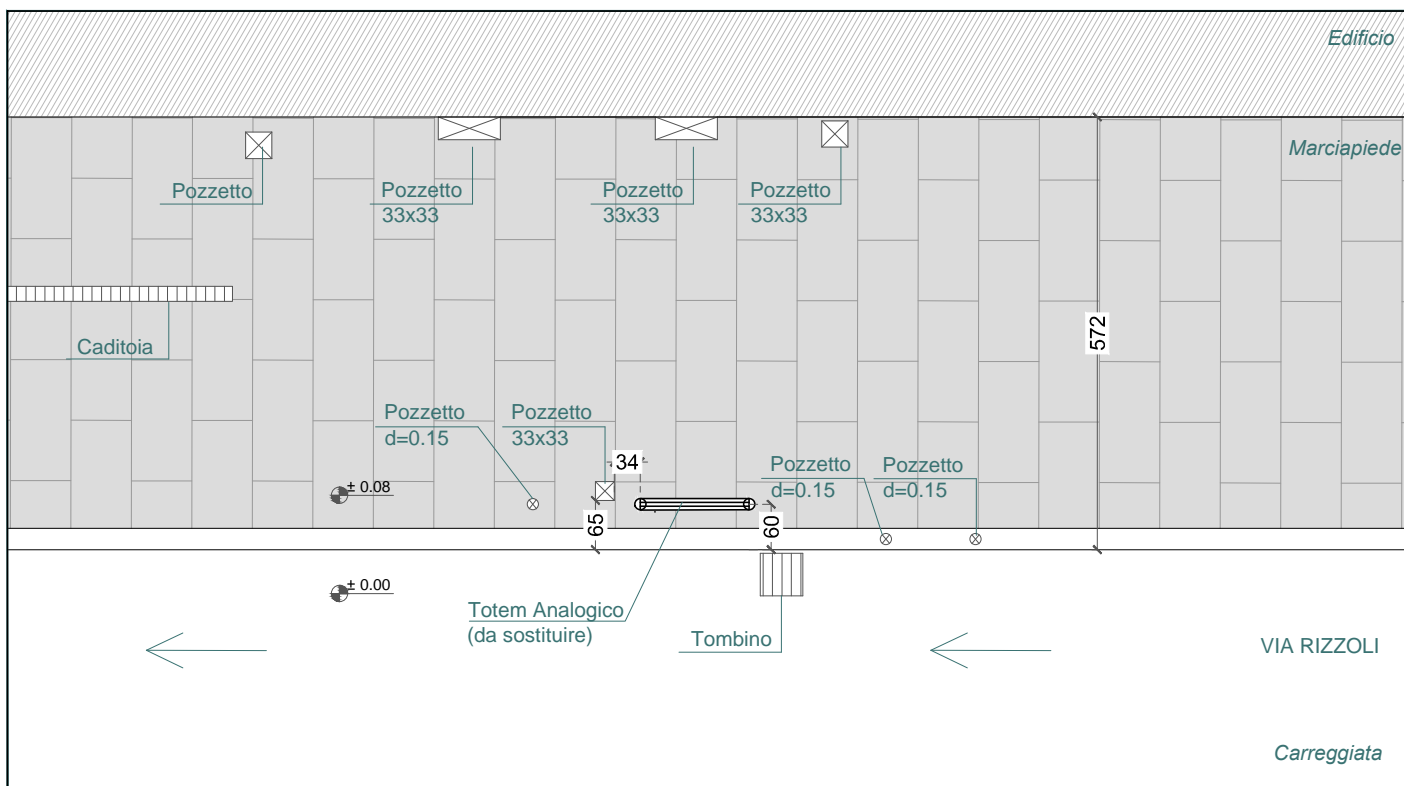 Edificio
Marciapiede
Pozzetto
Pozzetto
33x33
Pozzetto
33x33
Pozzetto
33x33
572
Caditoia
Pozzetto
d=0.15
Pozzetto
33x33
34
Pozzetto
d=0.15
Pozzetto
d=0.15
± 0.08
65
60
± 0.00
Totem Analogico
(da sostituire)
Tombino
VIA RIZZOLI
Carreggiata